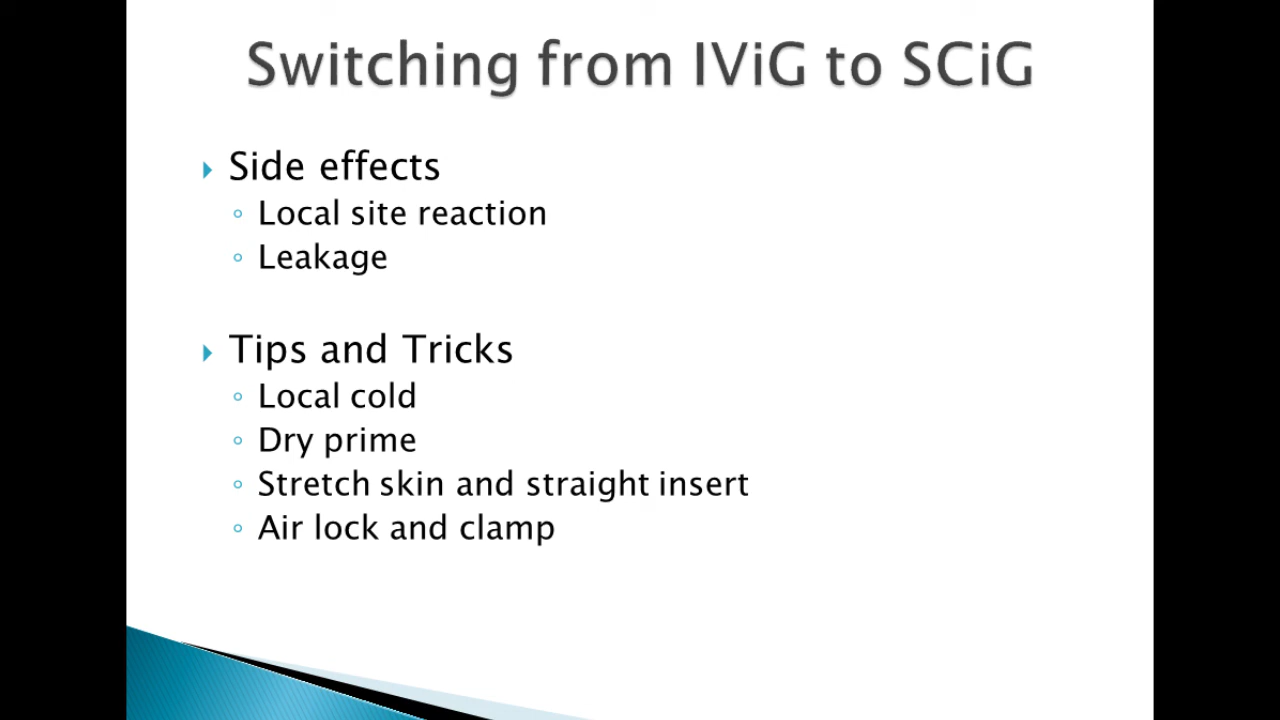 Switching from IViG to SCiG
Side effects
Local site reaction
Leakage
Tips and Tricks
Local cold
Dry prime
Stretch skin and straight insert
Air lock and clamp